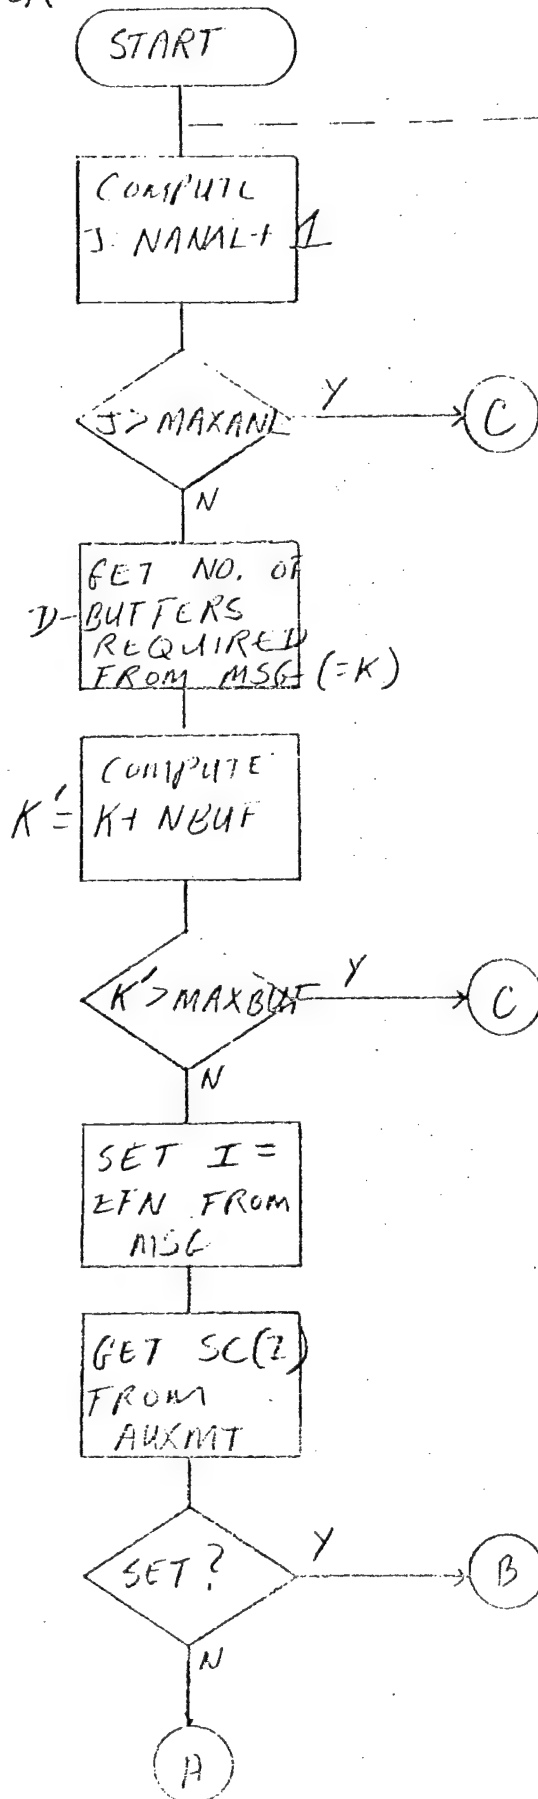 START
COMPUTE
J NANAL+ 1
J > MAXANL
Y
C
N
GET NO. OF
D-BUFFERS
REQUIRED
FROM MSG (=K)
COMPUTE
K' = K+ NBUF
K' > MAXBUF
Y
C
N
SET I =
EFN FROM
MSG
GET SC(I)
FROM
AUXMT
SET?
Y
B
N
A